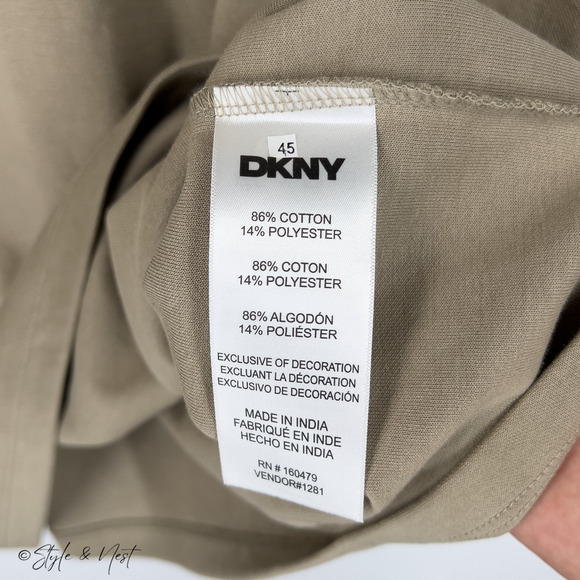 45
DKNY
86% COTTON
14% POLYESTER
86% COTON
14% POLYESTER
86% ALGODÓN
14% POLIÉSTER
EXCLUSIVE OF DECORATION
EXCLUANT LA DÉCORATION
EXCLUSIVO DE DECORACIÓN
MADE IN INDIA
FABRIQUÉ EN INDE
HECHO EN INDIA
RN # 160479
VENDOR#1281
© Style & Nest